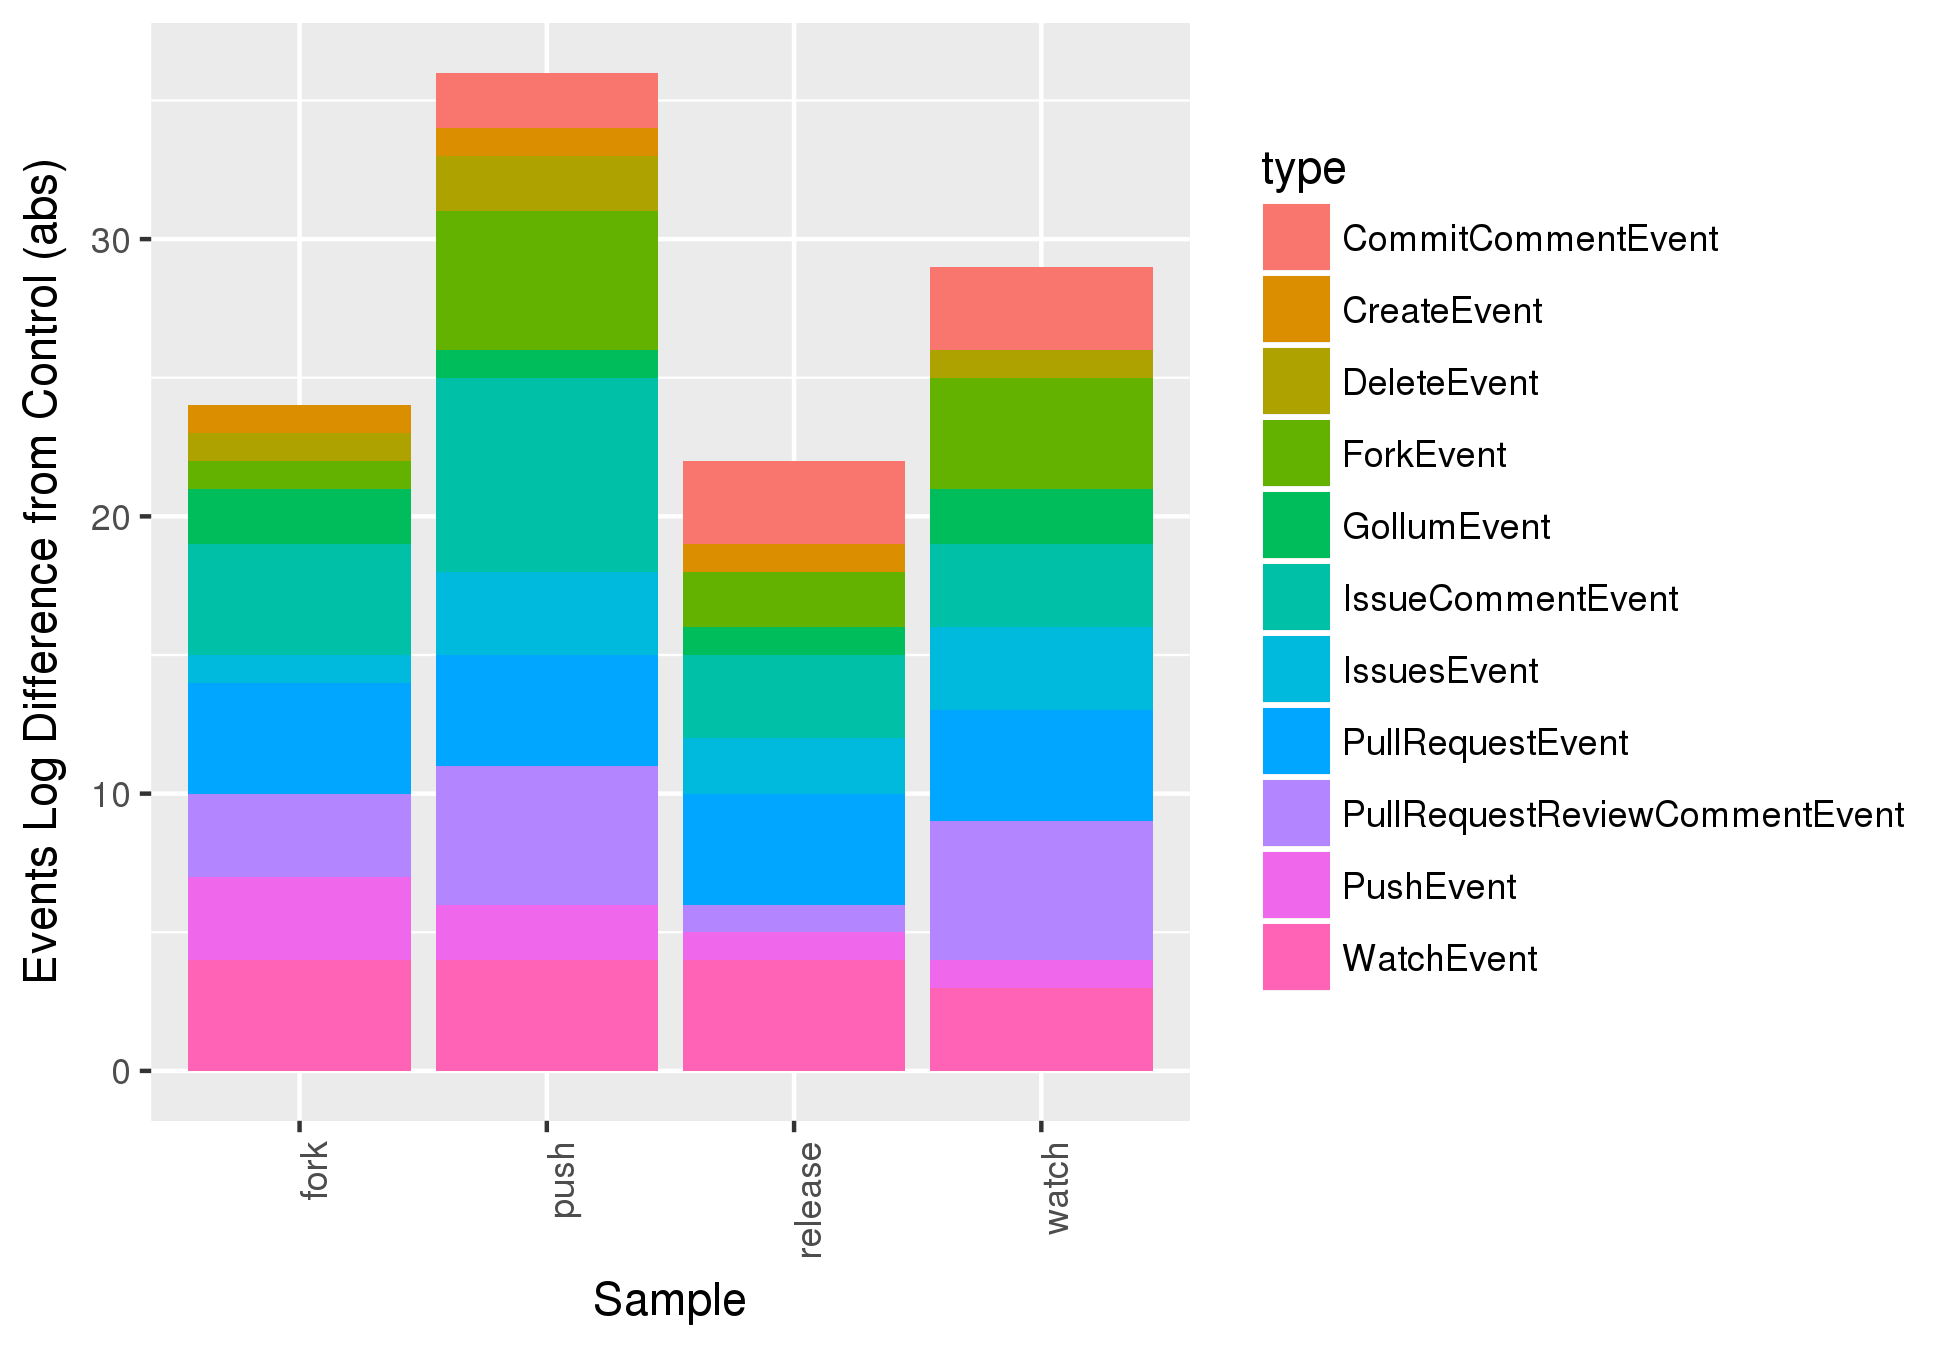 Events Log Difference from Control (abs)
30
20
10
0
fork
push
release
watch
Sample
type
CommitCommentEvent
CreateEvent
DeleteEvent
ForkEvent
GollumEvent
IssueCommentEvent
IssuesEvent
PullRequestEvent
PullRequestReviewCommentEvent
PushEvent
WatchEvent